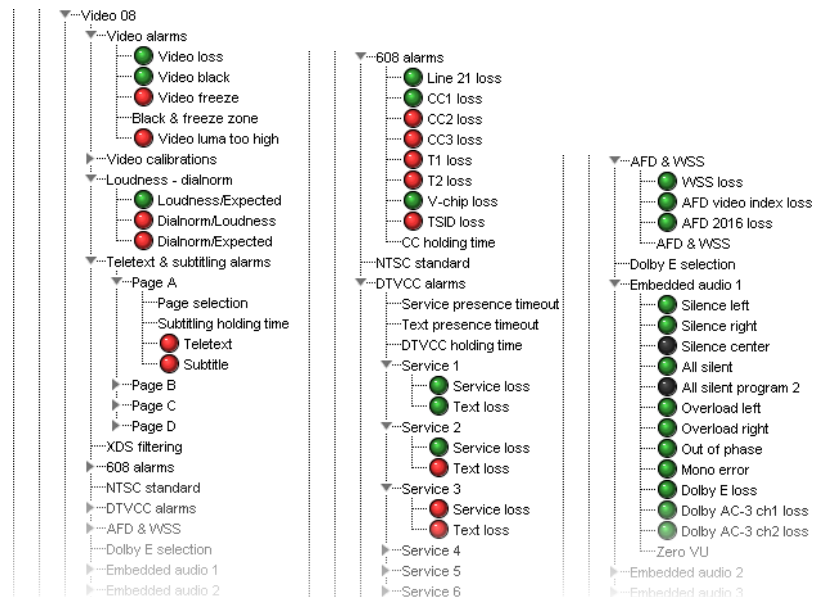 Video 08
Video alarms
Video loss
Video black
Video freeze
Black & freeze zone
Video luma too high
Video calibrations
Loudness - dialnorm
Loudness/Expected
Dialnorm/Loudness
Dialnorm/Expected
Teletext & subtitling alarms
Page A
Page selection
Subtitling holding time
Teletext
Subtitle
Page B
Page C
Page D
XDS filtering
608 alarms
NTSC standard
DTVCC alarms
AFD & WSS
Dolby E selection
Embedded audio 1
Embedded audio 2
608 alarms
Line 21 loss
CC1 loss
CC2 loss
CC3 loss
T1 loss
T2 loss
V-chip loss
TSID loss
CC holding time
NTSC standard
DTVCC alarms
Service presence timeout
Text presence timeout
DTVCC holding time
Service 1
Service loss
Text loss
Service 2
Service loss
Text loss
Service 3
Service loss
Text loss
Service 4
Service 5
Service 6
AFD & WSS
WSS loss
AFD video index loss
AFD 2016 loss
AFD & WSS
Dolby E selection
Embedded audio 1
Silence left
Silence right
Silence center
All silent
All silent program 2
Overload left
Overload right
Out of phase
Mono error
Dolby E loss
Dolby AC-3 ch1 loss
Dolby AC-3 ch2 loss
Zero VU
Embedded audio 2
Embedded audio 3